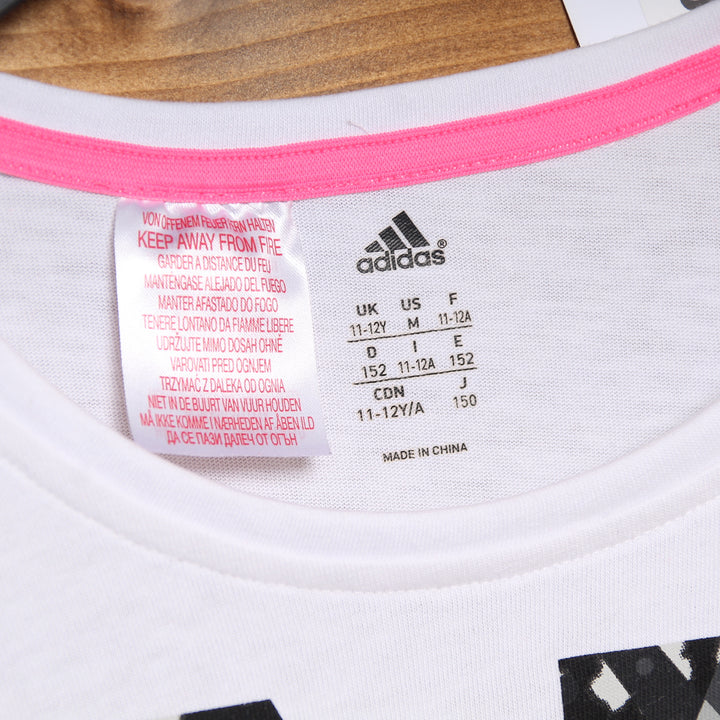 VON OFFENEM FEUER FERN HALTEN
KEEP AWAY FROM FIRE
GARDER A DISTANCE DU FEU
MANTENGASE ALEJADO DEL FUEGO
MANTER AFASTADO DO FOGO
TENERE LONTANO DA FIAMME LIBERE
UDRŽUJTE MIMO DOSAH OHNĚ
VAROVATI PRED OGNJEM
TRZYMAĆ Z DALEKA OD OGNIA
NIET IN DE BUURT VAN VUUR HOUDEN
MÅ IKKE KOMME I NÆRHEDEN AF ÅBEN ILD
ДА СЕ ПАЗИ ДАЛЕЧ ОТ ОГЪН
adidas®
UK US F
11-12Y M 11-12A
D I E
152 11-12A 152
CDN J
11-12Y/A 150
MADE IN CHINA